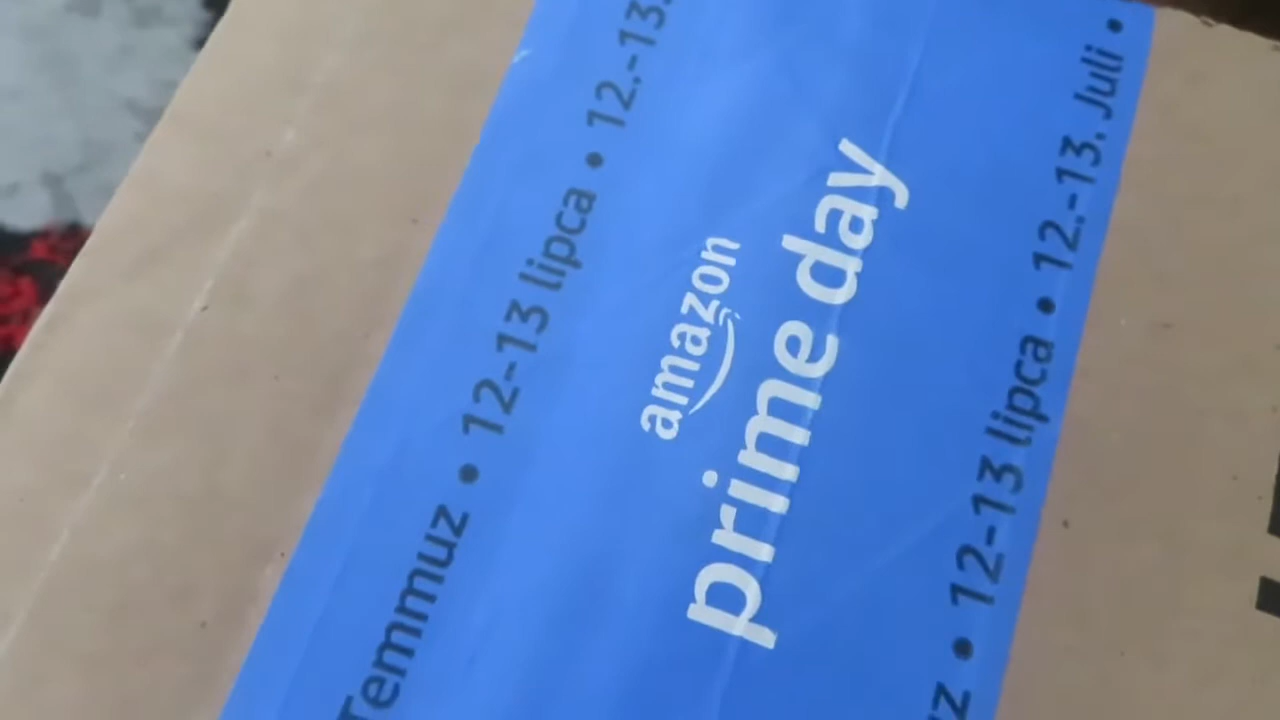 Temmuz • 12-13 lipca • 12.-13.
amazon
prime day
• 12-13 lipca • 12.-13. Juli •